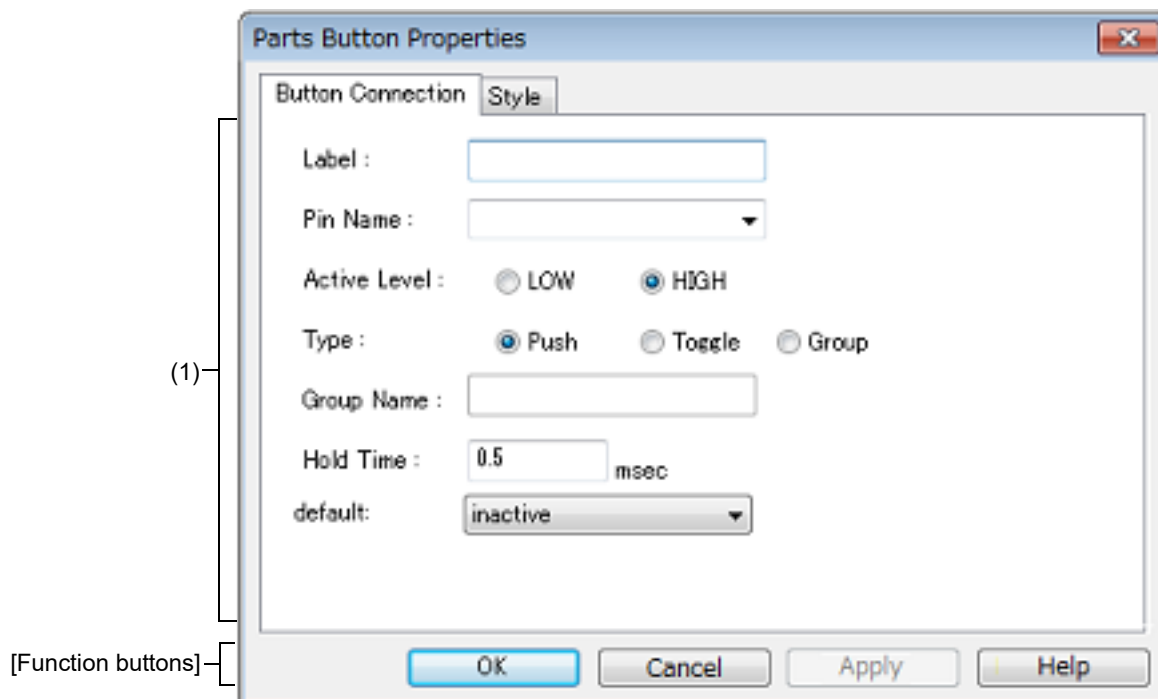 Parts Button Properties
Button Connection Style
Label :
Pin Name :
Active Level : LOW HIGH
Type : Push Toggle Group
(1)
Group Name :
Hold Time : 0.5 msec
default: inactive
[Function buttons] OK Cancel Apply Help